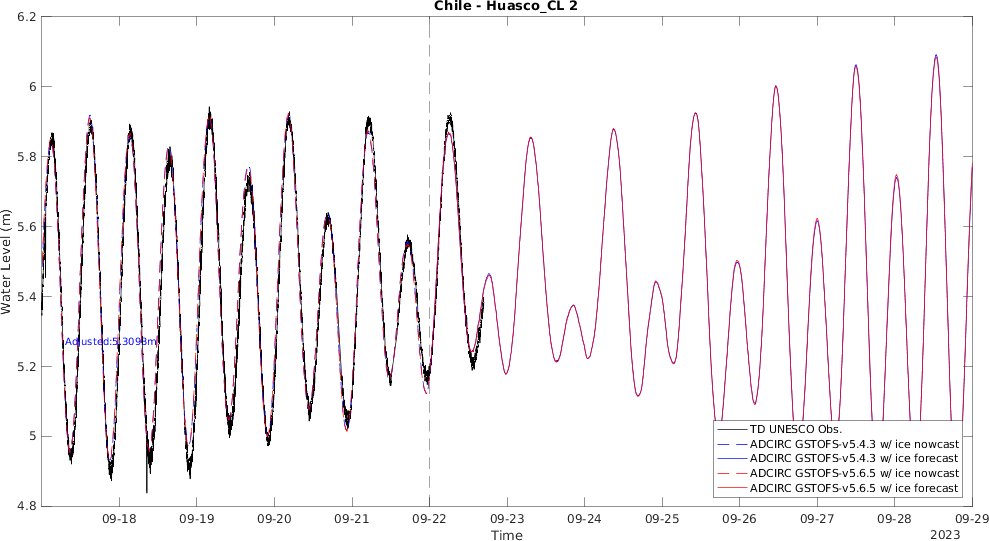 Chile - Huasco_CL 2
6.2
6
5.8
5.6
5.4
5.2
5
4.8
Water Level (m)
Adjusted:5.3093m
TD UNESCO Obs.
ADCIRC GSTOFS-v5.4.3 w/ ice nowcast
ADCIRC GSTOFS-v5.4.3 w/ ice forecast
ADCIRC GSTOFS-v5.6.5 w/ ice nowcast
ADCIRC GSTOFS-v5.6.5 w/ ice forecast
09-18 09-19 09-20 09-21 09-22 09-23 09-24 09-25 09-26 09-27 09-28 09-29
Time
2023